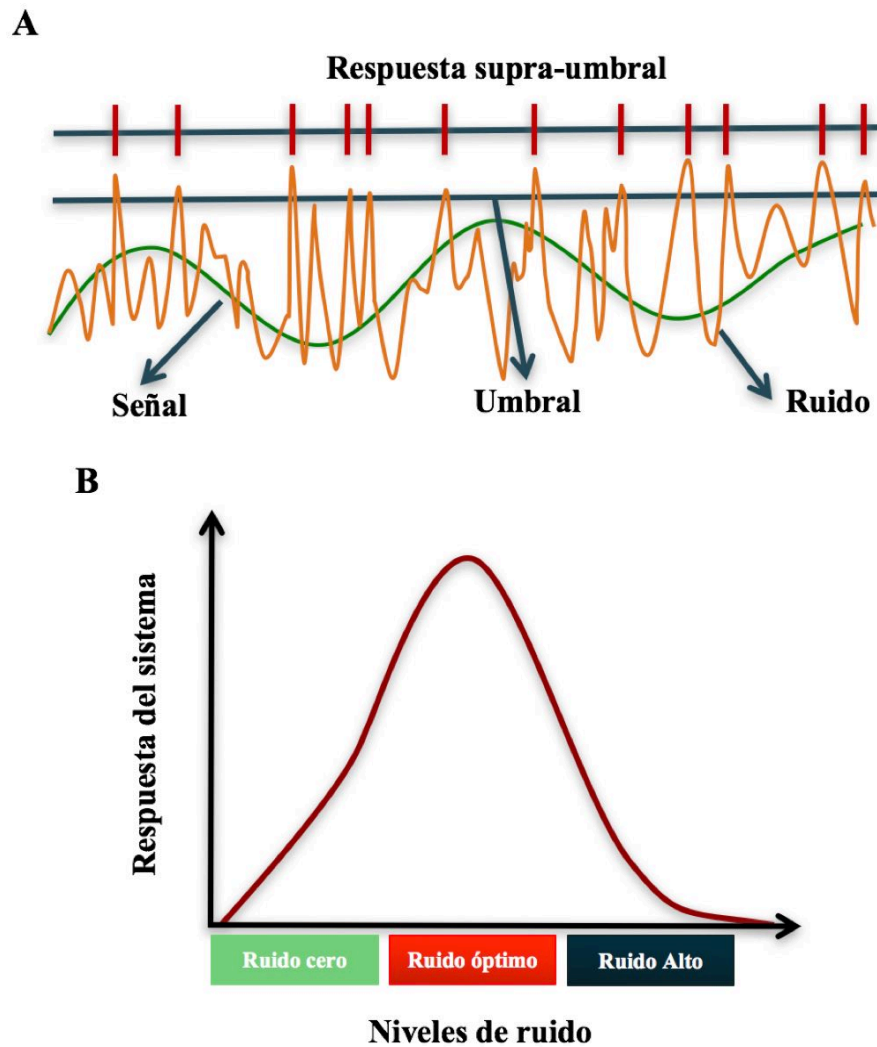 A
Respuesta supra-umbral
Señal
Umbral
Ruido
B
Respuesta del sistema
Ruido cero
Ruido óptimo
Ruido Alto
Niveles de ruido